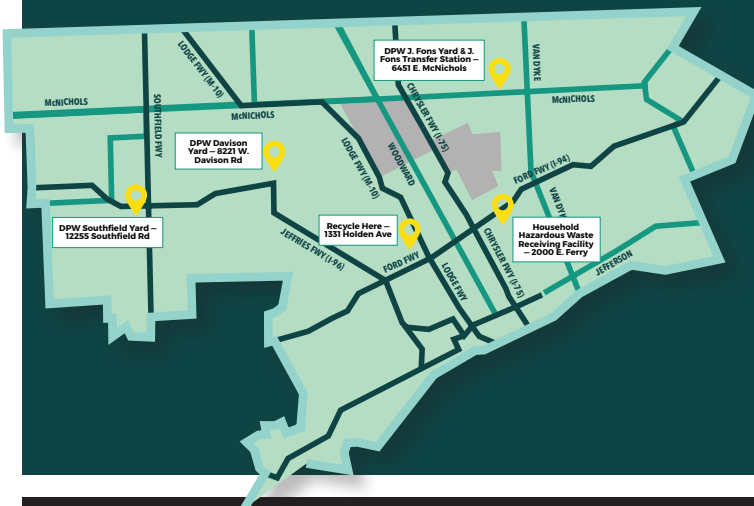 DPW J. Fons Yard & J.
Fons Transfer Station –
6451 E. McNichols
LODGE FWY (M-10)
VAN DYKE
McNICHOLS
SOUTHFIELD FWY
McNICHOLS
CHRYSLER FWY (I-75)
McNICHOLS
DPW Davison
Yard – 8221 W.
Davison Rd
LODGE FWY (M-10)
WOODWARD
FORD FWY (I-94)
DPW Southfield Yard –
12255 Southfield Rd
Recycle Here –
1331 Holden Ave
VAN DYK
Household
Hazardous Waste
Receiving Facility
– 2000 E. Ferry
JEFFRIES FWY (I-96)
FORD FWY
LODGE FWY
CHRYSLER FWY (I-75)
JEFFERSON